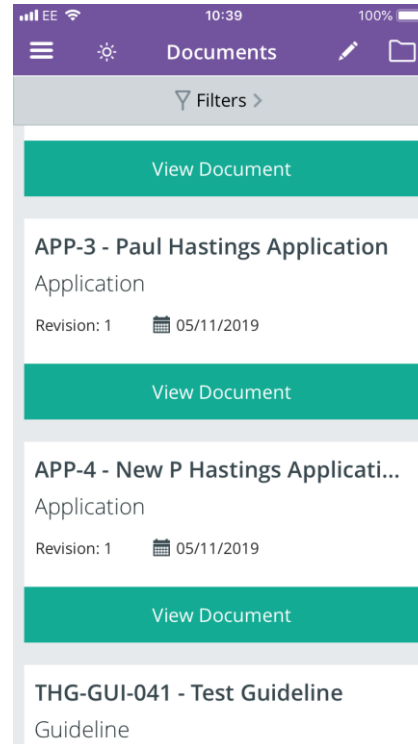 EE 10:39 100%
Documents
Filters
View Document
APP-3 - Paul Hastings Application
Application
Revision: 1 05/11/2019
View Document
APP-4 - New P Hastings Applicati...
Application
Revision: 1 05/11/2019
View Document
THG-GUI-041 - Test Guideline
Guideline